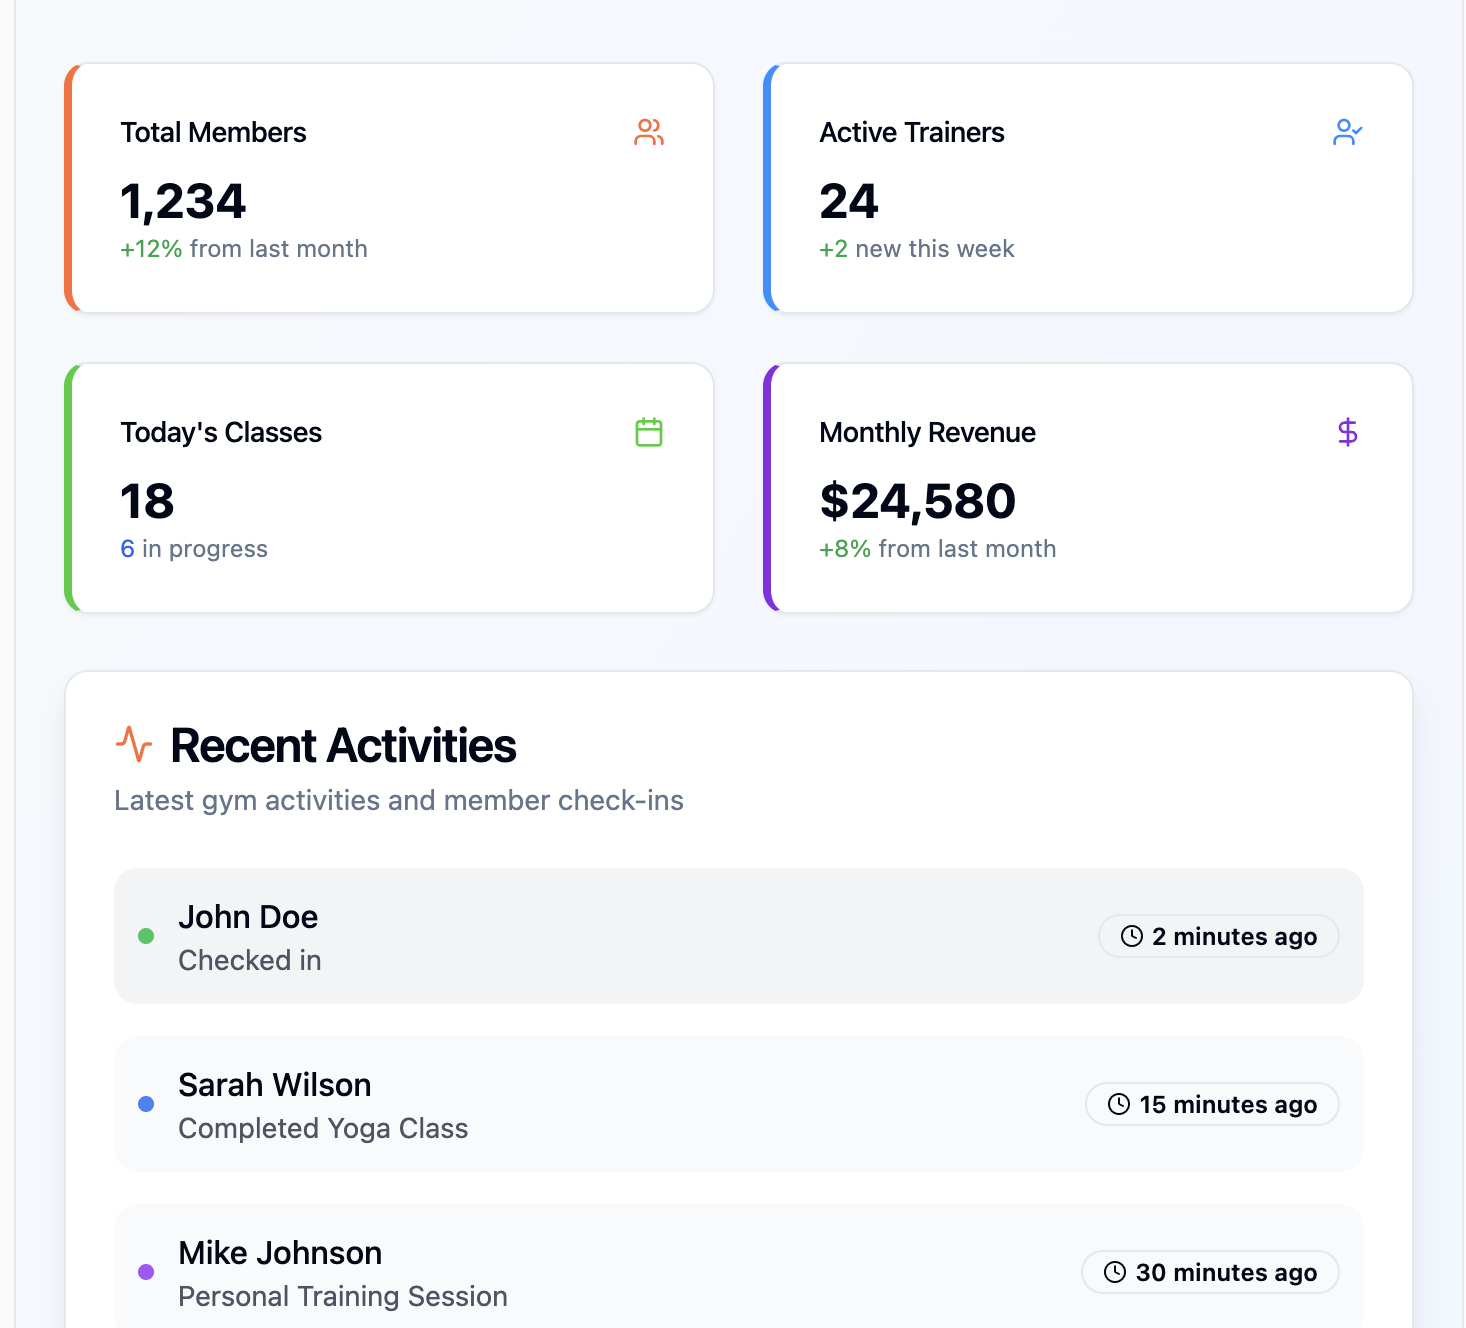 Total Members
1,234
+12% from last month
Active Trainers
24
+2 new this week
Today's Classes
18
6 in progress
Monthly Revenue
$24,580
+8% from last month
Recent Activities
Latest gym activities and member check-ins
John Doe
Checked in
2 minutes ago
Sarah Wilson
Completed Yoga Class
15 minutes ago
Mike Johnson
Personal Training Session
30 minutes ago